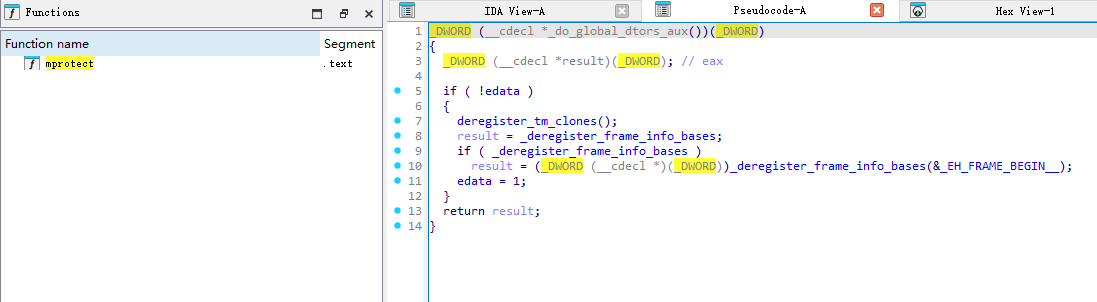 Functions
Function name Segment
f mprotect .text
IDA View-A Pseudocode-A Hex View-1
1 _DWORD (__cdecl *_do_global_dtors_aux())(_DWORD)
2 {
3 _DWORD (__cdecl *result)(_DWORD); // eax
4
5 if ( !edata )
6 {
7 deregister_tm_clones();
8 result = _deregister_frame_info_bases;
9 if ( _deregister_frame_info_bases )
10 result = (_DWORD (__cdecl *)(_DWORD))_deregister_frame_info_bases(&_EH_FRAME_BEGIN__);
11 edata = 1;
12 }
13 return result;
14 }